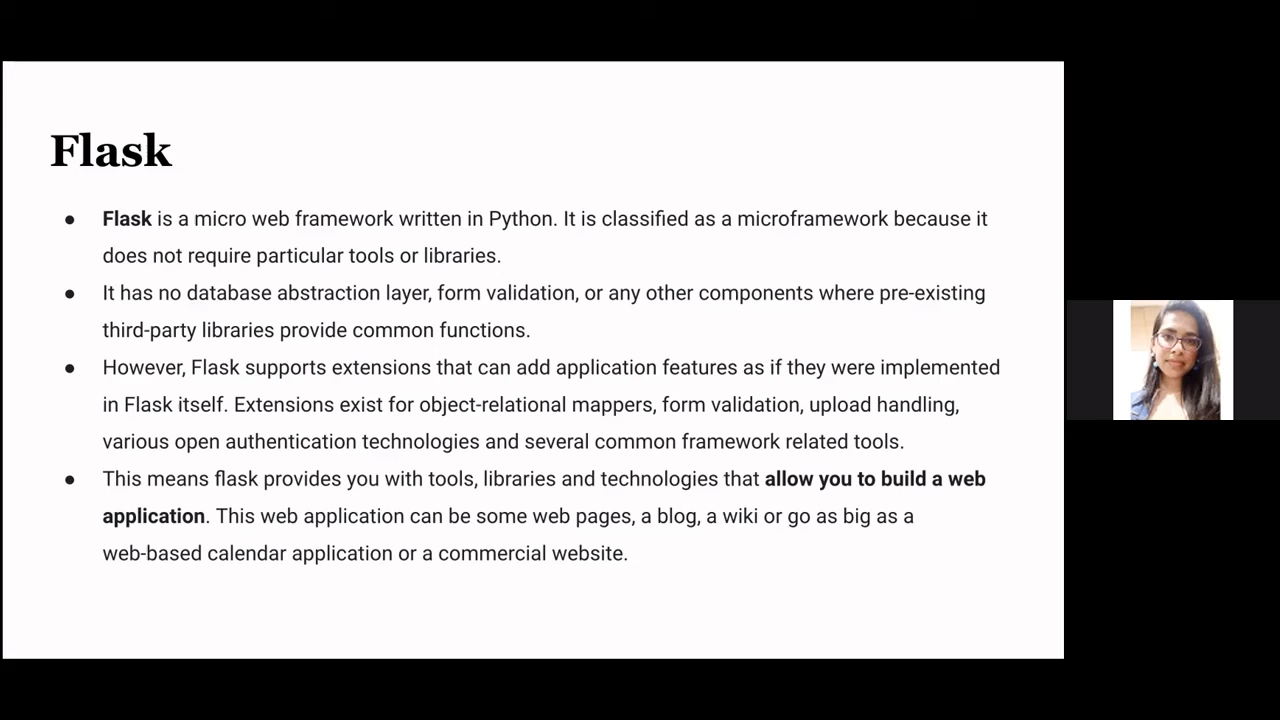 Flask
● Flask is a micro web framework written in Python. It is classified as a microframework because it
does not require particular tools or libraries.
● It has no database abstraction layer, form validation, or any other components where pre-existing
third-party libraries provide common functions.
● However, Flask supports extensions that can add application features as if they were implemented
in Flask itself. Extensions exist for object-relational mappers, form validation, upload handling,
various open authentication technologies and several common framework related tools.
● This means flask provides you with tools, libraries and technologies that allow you to build a web
application. This web application can be some web pages, a blog, a wiki or go as big as a
web-based calendar application or a commercial website.